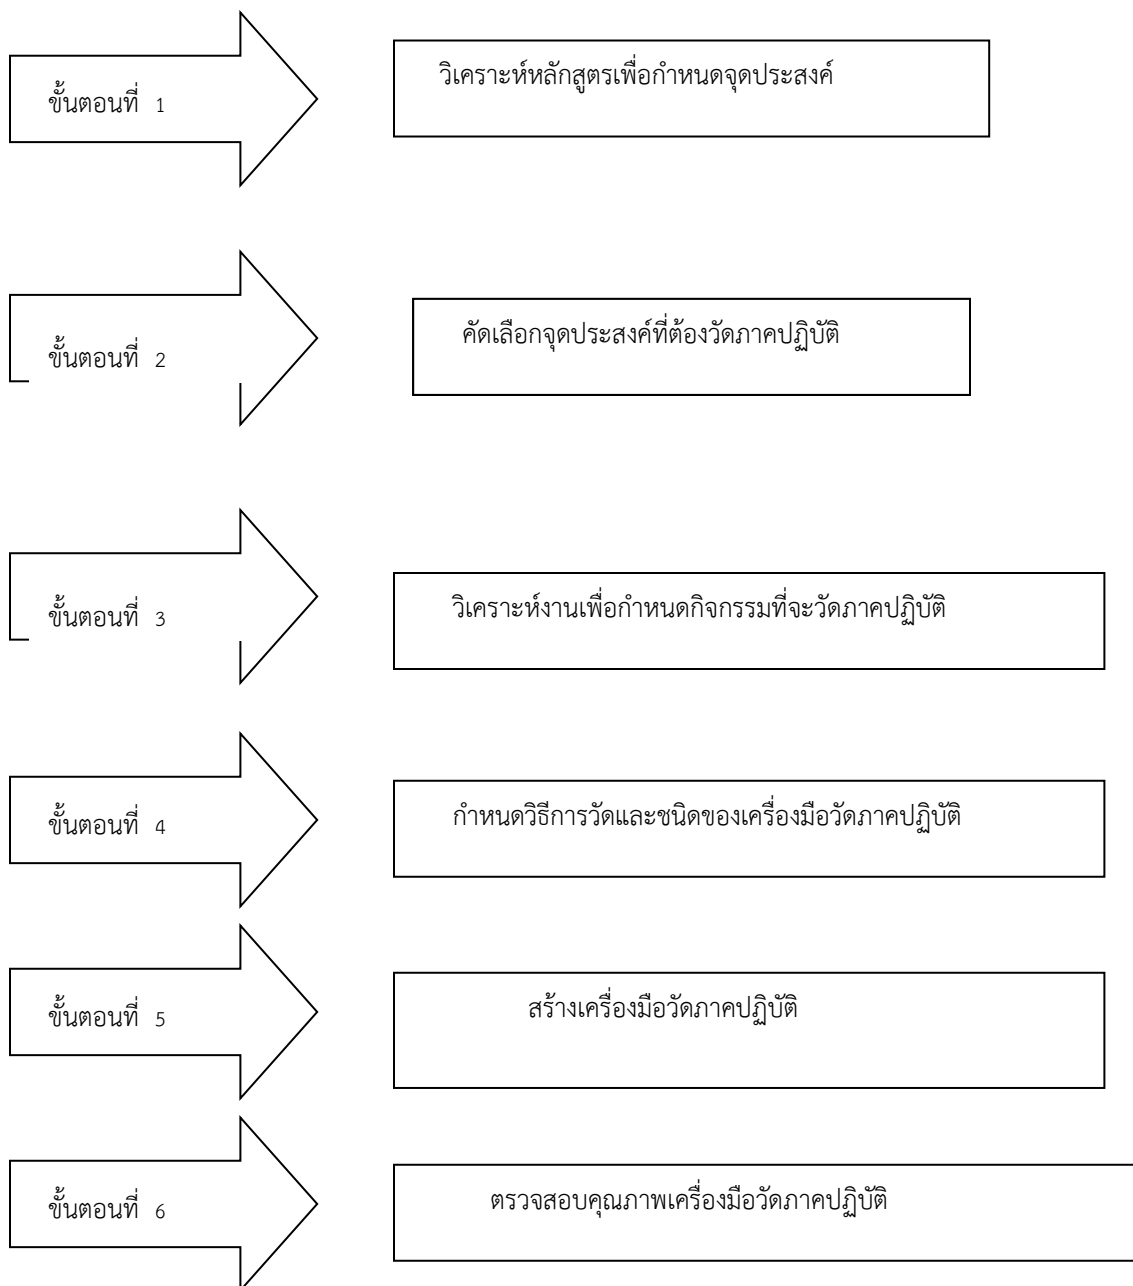 ขั้นตอนที่ 1
วิเคราะห์หลักสูตรเพื่อกำหนดจุดประสงค์
ขั้นตอนที่ 2
คัดเลือกจุดประสงค์ที่ต้องวัดภาคปฏิบัติ
ขั้นตอนที่ 3
วิเคราะห์งานเพื่อกำหนดกิจกรรมที่จะวัดภาคปฏิบัติ
ขั้นตอนที่ 4
กำหนดวิธีการวัดและชนิดของเครื่องมือวัดภาคปฏิบัติ
ขั้นตอนที่ 5
สร้างเครื่องมือวัดภาคปฏิบัติ
ขั้นตอนที่ 6
ตรวจสอบคุณภาพเครื่องมือวัดภาคปฏิบัติ